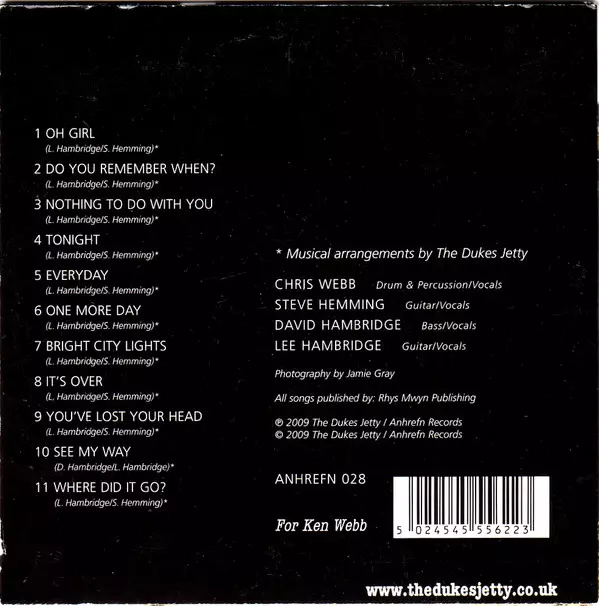 1 OH GIRL
(L. Hambridge/S. Hemming)*
2 DO YOU REMEMBER WHEN?
(L. Hambridge/S. Hemming)*
3 NOTHING TO DO WITH YOU
(L. Hambridge/S. Hemming)*
4 TONIGHT
(L. Hambridge/S. Hemming)*
5 EVERYDAY
(L. Hambridge/S. Hemming)*
6 ONE MORE DAY
(L. Hambridge/S. Hemming)*
7 BRIGHT CITY LIGHTS
(L. Hambridge/S. Hemming)*
8 IT'S OVER
(L. Hambridge/S. Hemming)*
9 YOU'VE LOST YOUR HEAD
(L. Hambridge/S. Hemming)*
10 SEE MY WAY
(D. Hambridge/L. Hambridge)*
11 WHERE DID IT GO?
(L. Hambridge/S. Hemming)*
* Musical arrangements by The Dukes Jetty
CHRIS WEBB Drum & Percussion/Vocals
STEVE HEMMING Guitar/Vocals
DAVID HAMBRIDGE Bass/Vocals
LEE HAMBRIDGE Guitar/Vocals
Photography by Jamie Gray
All songs published by: Rhys Mwyn Publishing
℗ 2009 The Dukes Jetty / Anhrefn Records
© 2009 The Dukes Jetty / Anhrefn Records
ANHREFN 028
For Ken Webb
5 024545 556223
www.thedukesjetty.co.uk